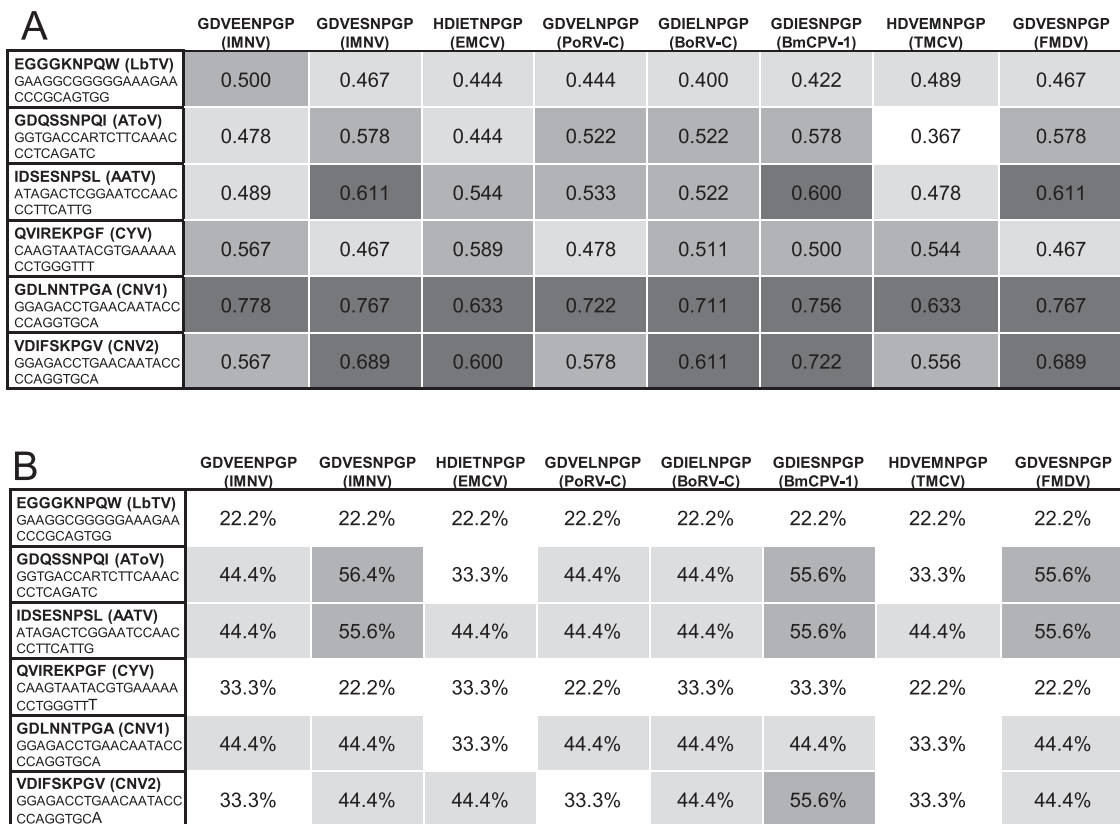 A
GDVEENPGP GDVESNPGP HDIETNPGP GDVELNPGP GDIELNPGP GDIESNPGP HDVEMNPGP GDVESNPGP
(IMNV) (IMNV) (EMCV) (PoRV-C) (BoRV-C) (BmCPV-1) (TMCV) (FMDV)
EGGGKNPQW (LbTV)
GAAGGCGGGGGAAAGAA
CCCGCAGTGG
0.500 0.467 0.444 0.444 0.400 0.422 0.489 0.467
GDQSSNPQI (AToV)
GGTGACCARTCTTCAAAC
CCTCAGATC
0.478 0.578 0.444 0.522 0.522 0.578 0.367 0.578
IDSESNPSL (AATV)
ATAGACTCGGAATCCAAC
CCTTCATTG
0.489 0.611 0.544 0.533 0.522 0.600 0.478 0.611
QVIREKPGF (CYV)
CAAGTAATACGTGAAAAA
CCTGGGTTT
0.567 0.467 0.589 0.478 0.511 0.500 0.544 0.467
GDLNNTPGA (CNV1)
GGAGACCTGAACAATACC
CCAGGTGCA
0.778 0.767 0.633 0.722 0.711 0.756 0.633 0.767
VDIFSKPGV (CNV2)
GGAGACCTGAACAATACC
CCAGGTGCA
0.567 0.689 0.600 0.578 0.611 0.722 0.556 0.689
B
GDVEENPGP GDVESNPGP HDIETNPGP GDVELNPGP GDIELNPGP GDIESNPGP HDVEMNPGP GDVESNPGP
(IMNV) (IMNV) (EMCV) (PoRV-C) (BoRV-C) (BmCPV-1) (TMCV) (FMDV)
EGGGKNPQW (LbTV)
GAAGGCGGGGGAAAGAA
CCCGCAGTGG
22.2% 22.2% 22.2% 22.2% 22.2% 22.2% 22.2% 22.2%
GDQSSNPQI (AToV)
GGTGACCARTCTTCAAAC
CCTCAGATC
44.4% 56.4% 33.3% 44.4% 44.4% 55.6% 33.3% 55.6%
IDSESNPSL (AATV)
ATAGACTCGGAATCCAAC
CCTTCATTG
44.4% 55.6% 44.4% 44.4% 44.4% 55.6% 44.4% 55.6%
QVIREKPGF (CYV)
CAAGTAATACGTGAAAAA
CCTGGGTTT
33.3% 22.2% 33.3% 22.2% 33.3% 33.3% 22.2% 22.2%
GDLNNTPGA (CNV1)
GGAGACCTGAACAATACC
CCAGGTGCA
44.4% 44.4% 33.3% 44.4% 44.4% 44.4% 33.3% 44.4%
VDIFSKPGV (CNV2)
GGAGACCTGAACAATACC
CCAGGTGCA
33.3% 44.4% 44.4% 33.3% 44.4% 55.6% 33.3% 44.4%